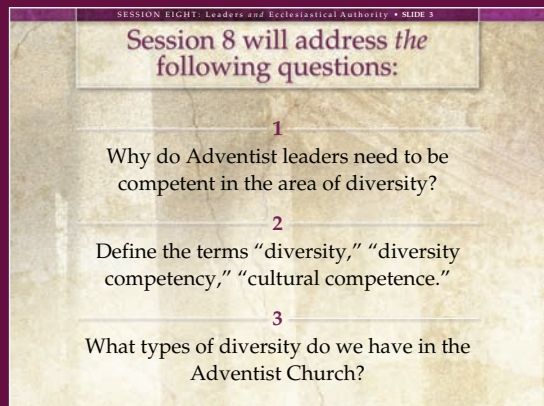 SESSION EIGHT: Leaders and Ecclesiastical Authority • SLIDE 3
Session 8 will address the
following questions:
1
Why do Adventist leaders need to be
competent in the area of diversity?
2
Define the terms “diversity,” “diversity
competency,” “cultural competence.”
3
What types of diversity do we have in the
Adventist Church?